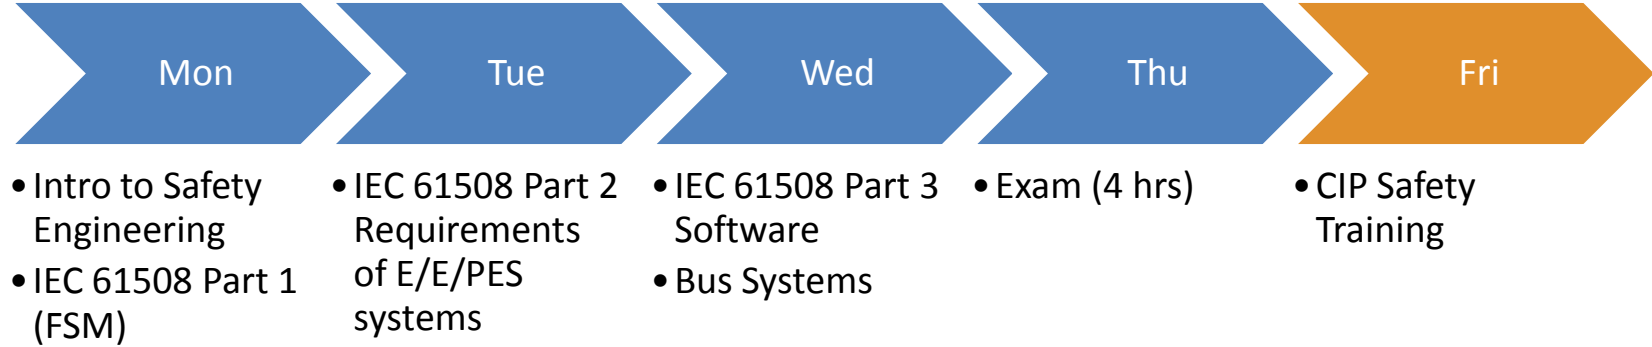 Mon
Tue
Wed
Thu
Fri
• Intro to Safety
Engineering
• IEC 61508 Part 1
(FSM)
• IEC 61508 Part 2
Requirements
of E/E/PES
systems
• IEC 61508 Part 3
Software
• Bus Systems
• Exam (4 hrs)
• CIP Safety
Training